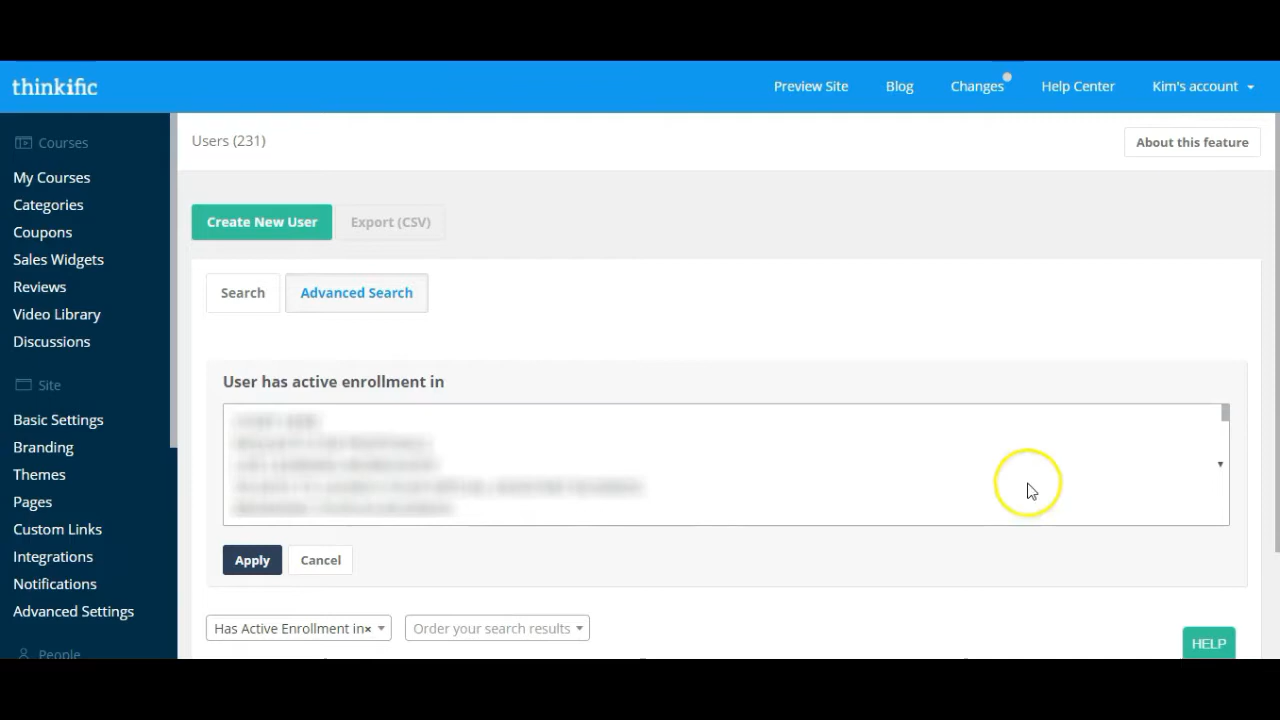 thinkific
Preview Site
Blog
Changes
Help Center
Kim's account
Courses
My Courses
Categories
Coupons
Sales Widgets
Reviews
Video Library
Discussions
Site
Basic Settings
Branding
Themes
Pages
Custom Links
Integrations
Notifications
Advanced Settings
People
Users (231)
About this feature
Create New User
Export (CSV)
Search
Advanced Search
User has active enrollment in
Apply
Cancel
Has Active Enrollment in×
Order your search results
HELP